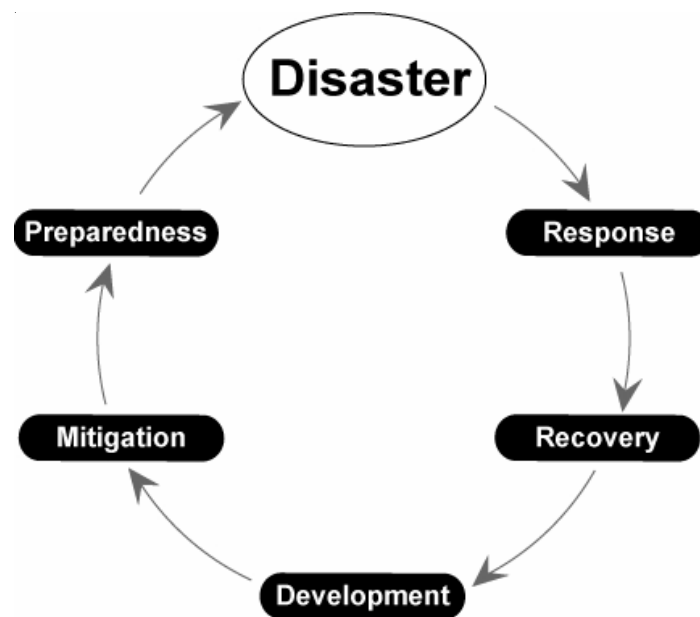 Disaster
Response
Recovery
Development
Mitigation
Preparedness